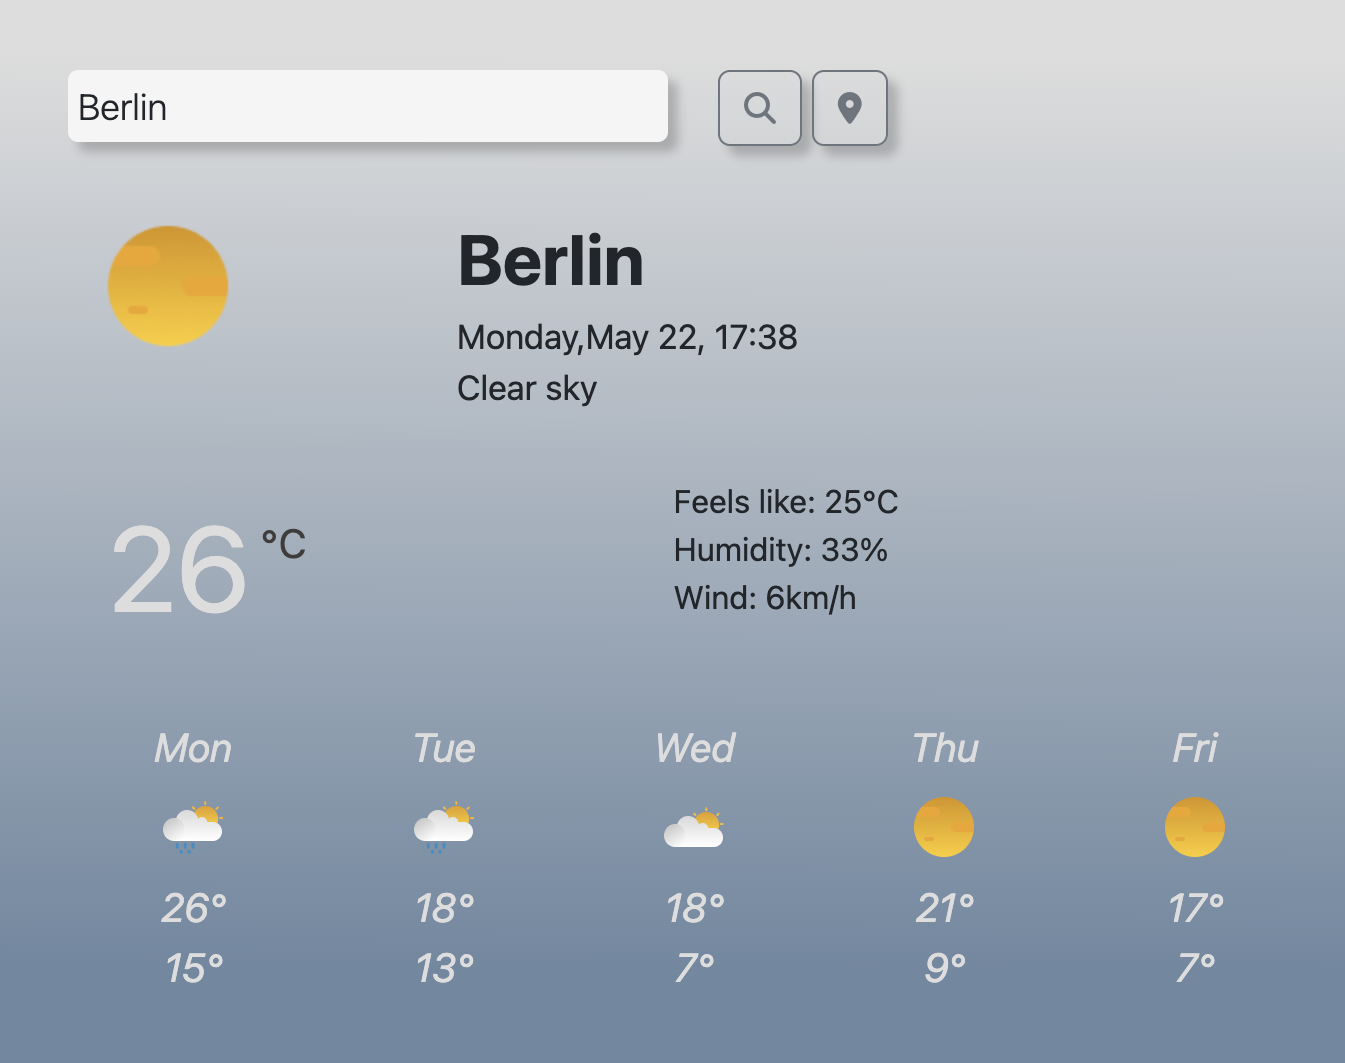 Berlin
Berlin
Monday,May 22, 17:38
Clear sky
26 °C
Feels like: 25°C
Humidity: 33%
Wind: 6km/h
Mon Tue Wed Thu Fri
26° 18° 18° 21° 17°
15° 13° 7° 9° 7°